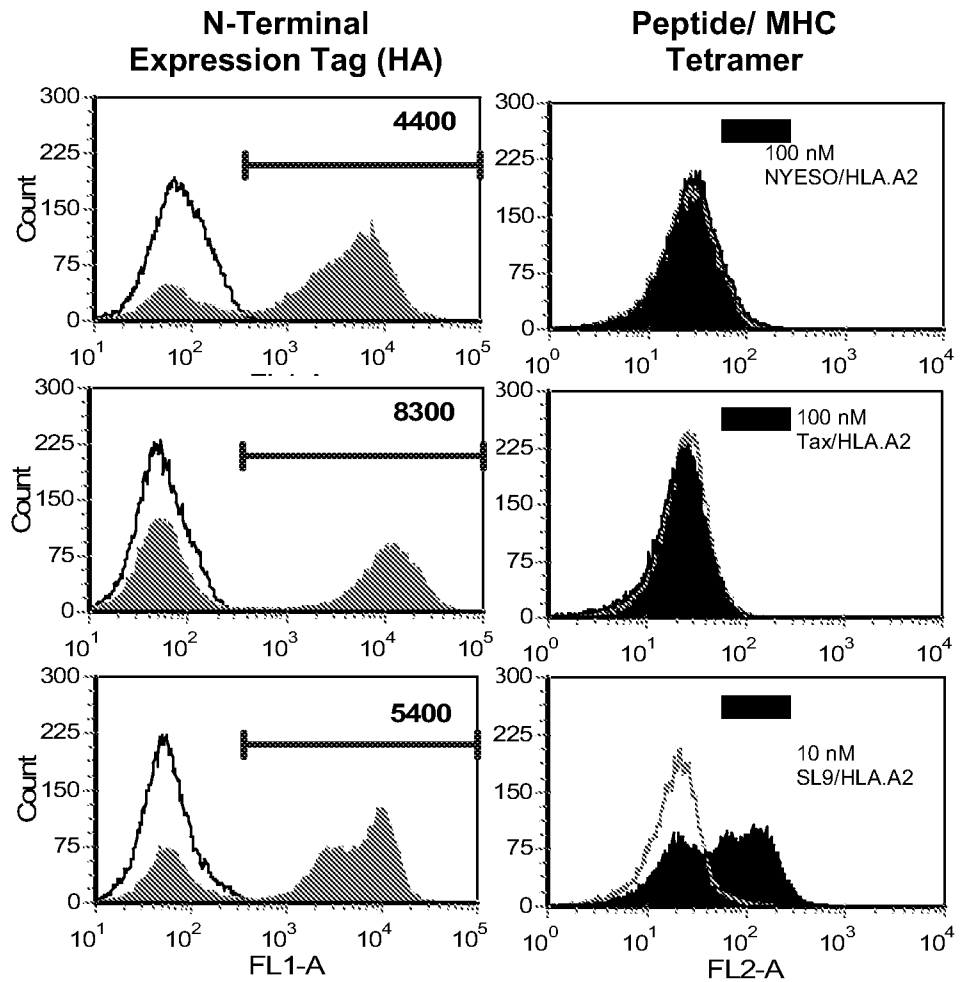 N-Terminal
Expression Tag (HA)
Peptide/ MHC
Tetramer
300
225
150
75
0
Count
4400
10^1 10^2 10^3 10^4 10^5
300
225
150
75
0
100 nM
NYESO/HLA.A2
10^0 10^1 10^2 10^3 10^4
300
225
150
75
0
Count
8300
10^1 10^2 10^3 10^4 10^5
300
225
150
75
0
100 nM
Tax/HLA.A2
10^0 10^1 10^2 10^3 10^4
300
225
150
75
0
Count
5400
10^1 10^2 10^3 10^4 10^5
FL1-A
300
225
150
75
0
10 nM
SL9/HLA.A2
10^0 10^1 10^2 10^3 10^4
FL2-A